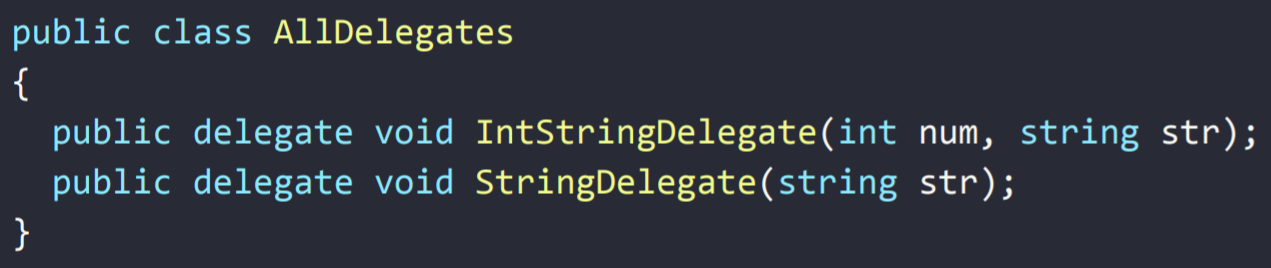 public class AllDelegates
{
  public delegate void IntStringDelegate(int num, string str);
  public delegate void StringDelegate(string str);
}